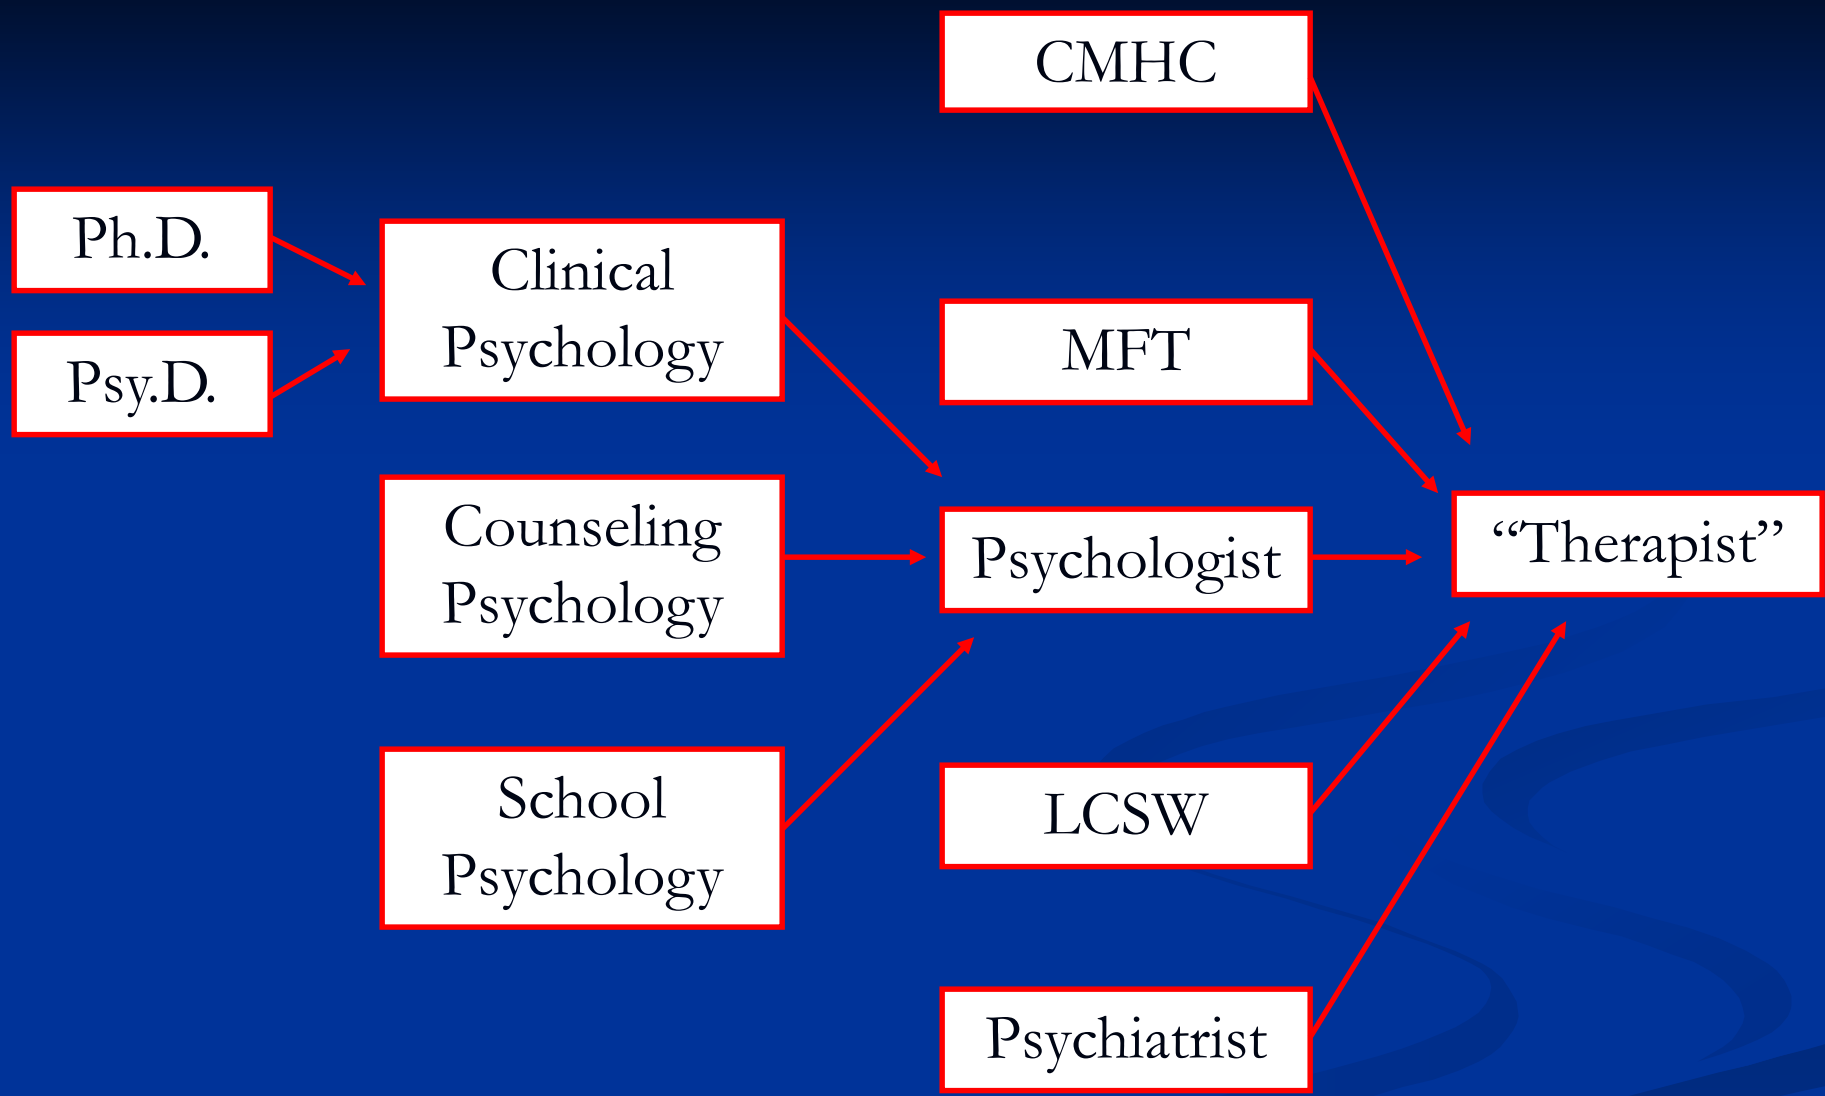 CMHC
Ph.D.
Clinical
Psychology
MFT
Psy.D.
Counseling
Psychology
Psychologist
“Therapist”
School
Psychology
LCSW
Psychiatrist